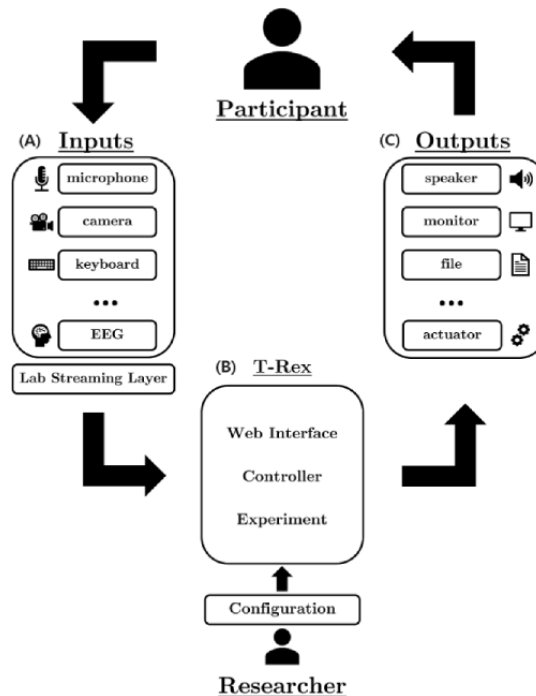 Participant
(A) Inputs
microphone
camera
keyboard
...
EEG
Lab Streaming Layer
(C) Outputs
speaker
monitor
file
...
actuator
(B) T-Rex
Web Interface
Controller
Experiment
Configuration
Researcher